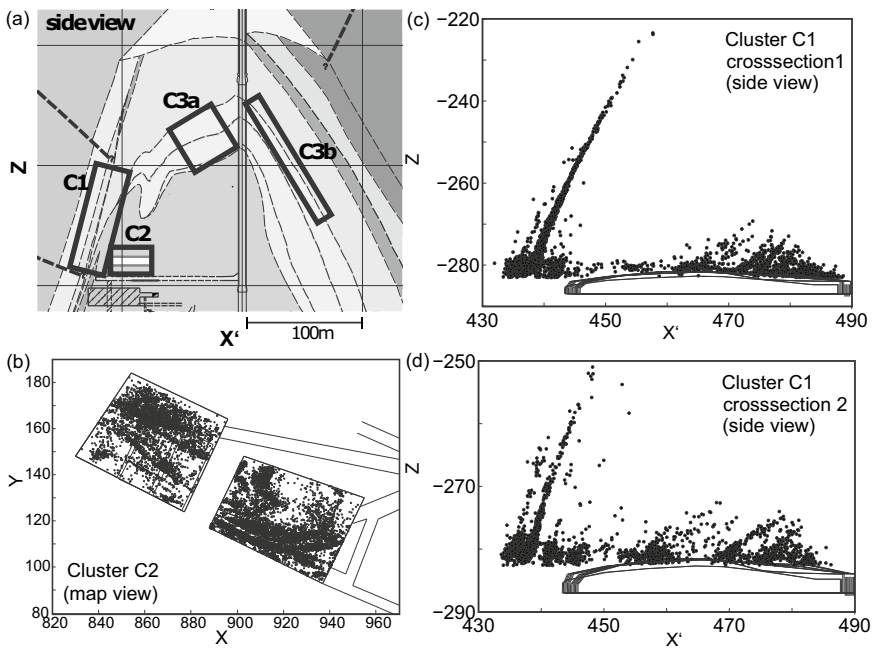 (a)
side view
C3a
C3b
C1
C2
Z
X'
100m
?
(b)
180
160
140
120
100
80
Y
Cluster C2
(map view)
820
840
860
880
900
920
940
960
X
(c)
−220
−240
−260
−280
Z
Cluster C1
crosssection1
(side view)
430
450
470
490
X'
(d)
−250
−270
−290
Z
Cluster C1
crosssection 2
(side view)
430
450
470
490
X'